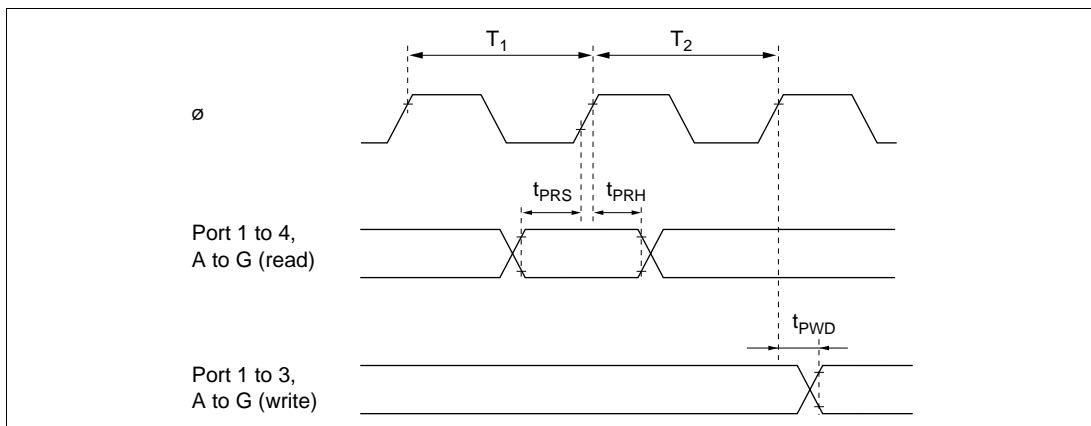 T1
T2
ø
tPRS
tPRH
Port 1 to 4,
A to G (read)
tPWD
Port 1 to 3,
A to G (write)